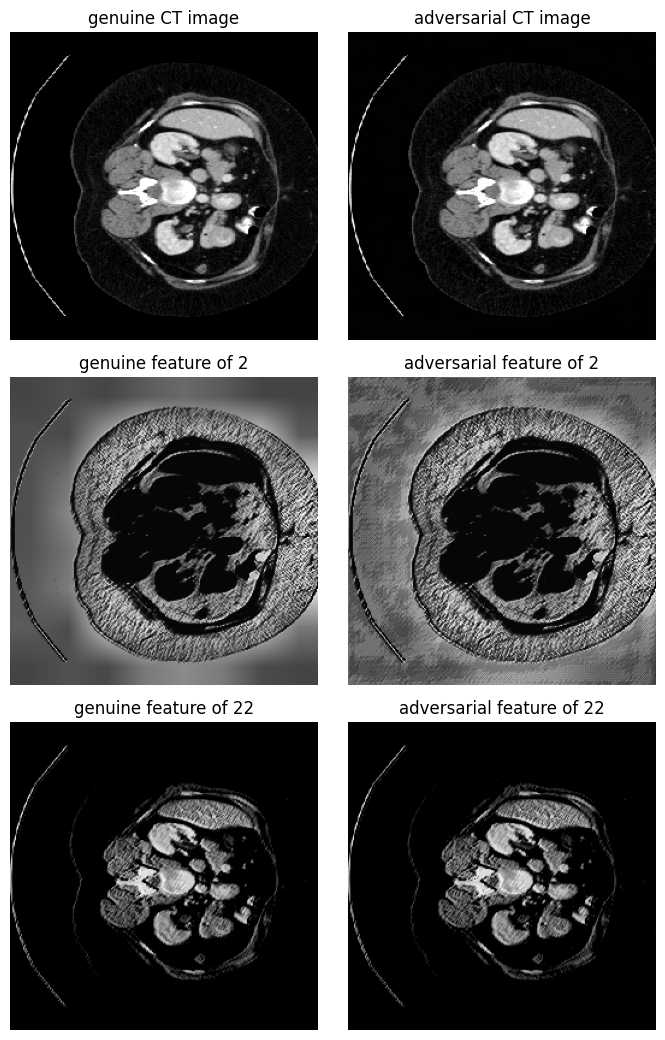 genuine CT image
adversarial CT image
genuine feature of 2
adversarial feature of 2
genuine feature of 22
adversarial feature of 22